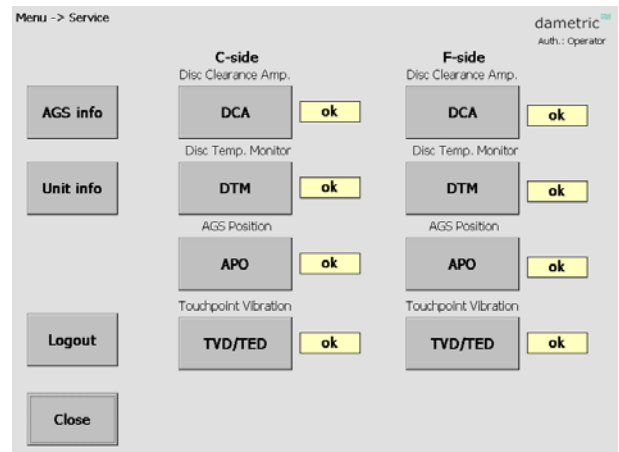 Menu -> Service
dametric
Auth.: Operator
C-side
F-side
Disc Clearance Amp.
Disc Clearance Amp.
AGS info
DCA
ok
DCA
ok
Disc Temp. Monitor
Disc Temp. Monitor
Unit info
DTM
ok
DTM
ok
AGS Position
AGS Position
APO
ok
APO
ok
Touchpoint Vibration
Touchpoint Vibration
Logout
TVD/TED
ok
TVD/TED
ok
Close